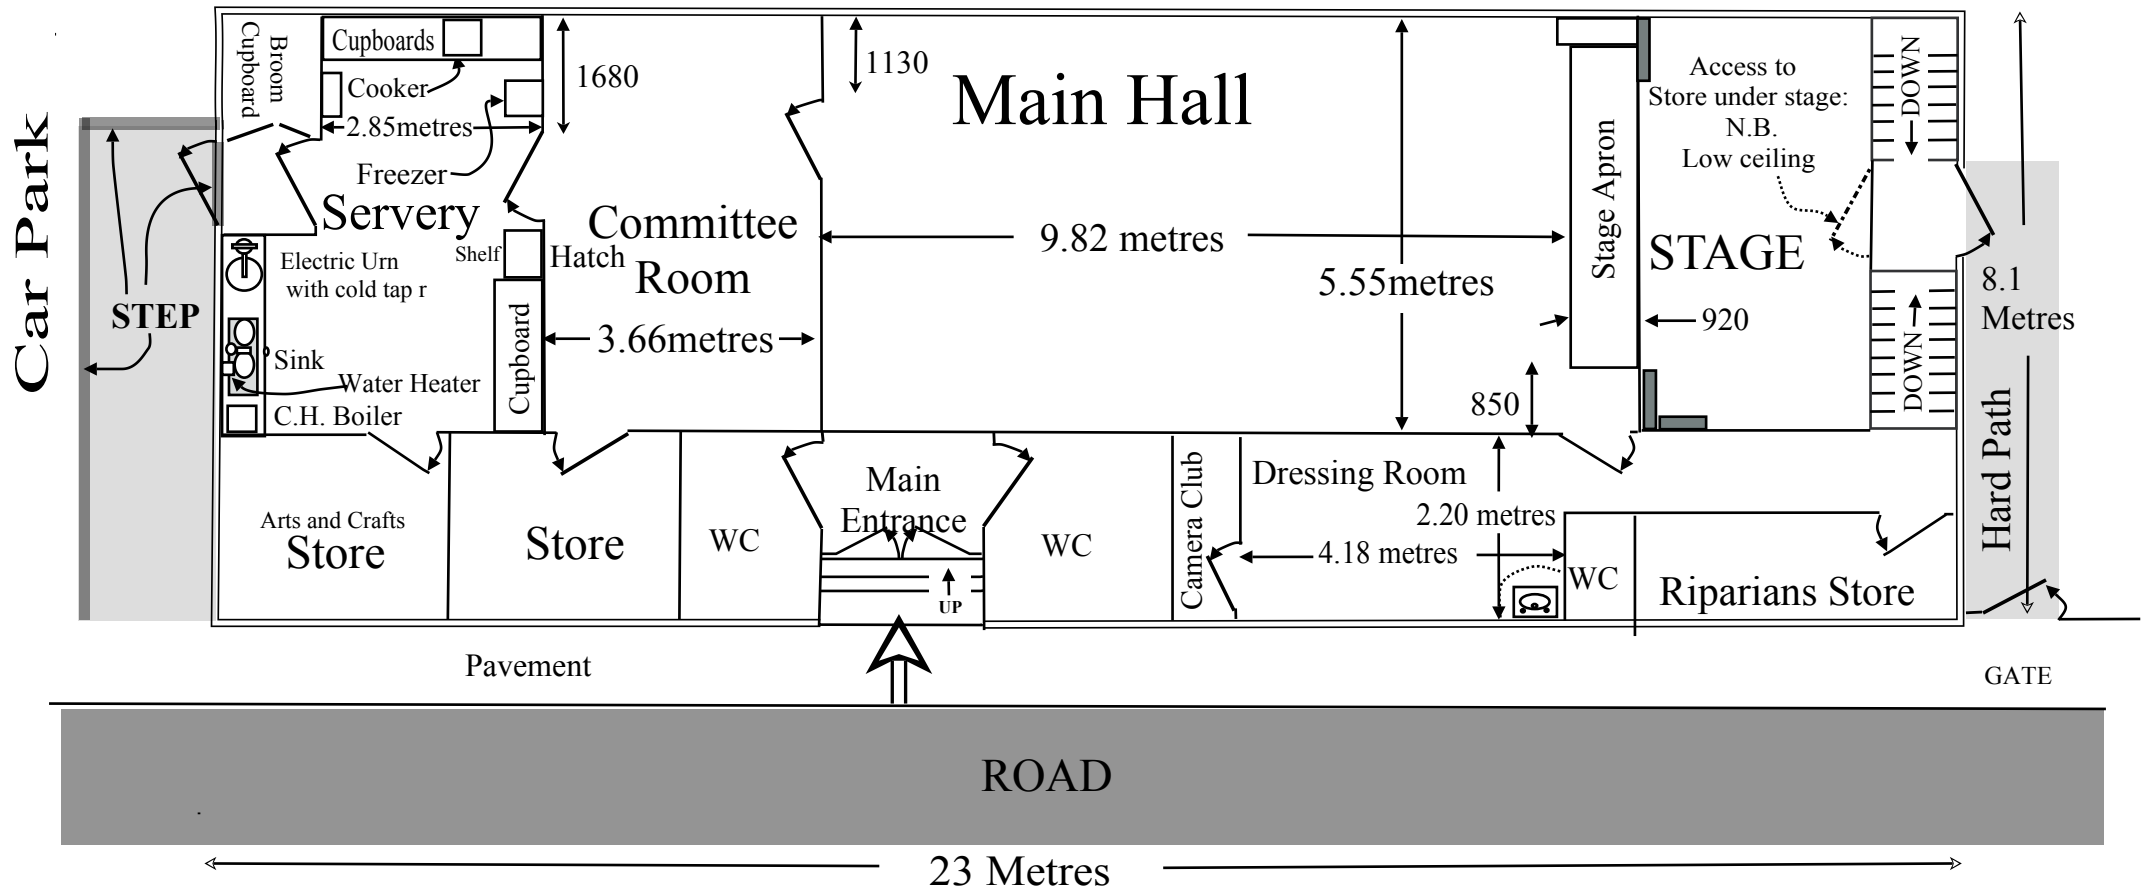 Car Park
STEP
Broom
Cupboard
Cupboards
Cooker
2.85metres
Freezer
Servery
Shelf
Hatch
Electric Urn
with cold tap r
Sink
Water Heater
C.H. Boiler
Cupboard
1680
Committee
Room
3.66metres
1130
Main Hall
9.82 metres
5.55metres
850
Stage Apron
Access to
Store under stage:
N.B.
Low ceiling
STAGE
920
DOWN
DOWN
8.1
Metres
Hard Path
Arts and Crafts
Store
Store
WC
Main
Entrance
UP
WC
Camera Club
Dressing Room
2.20 metres
4.18 metres
WC
Riparians Store
Pavement
GATE
ROAD
23 Metres